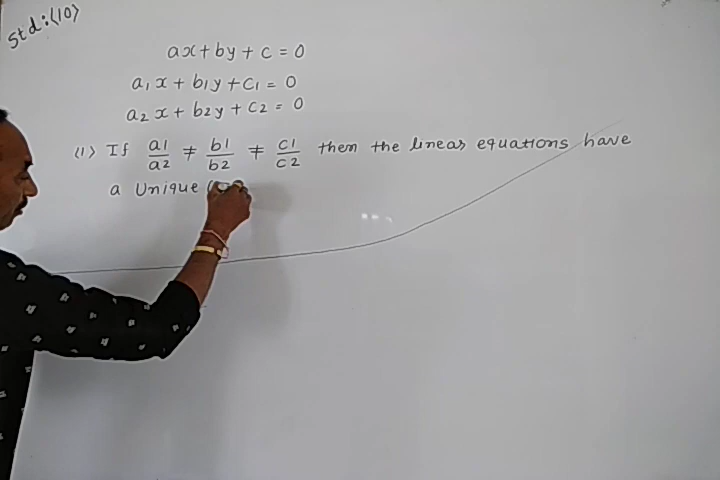 Std:(10)
ax+by+c=0
a1x+b1y+c1=0
a2x+b2y+c2=0
(1) If a1/a2 ≠ b1/b2 ≠ c1/c2 then the linear equations have
a Unique